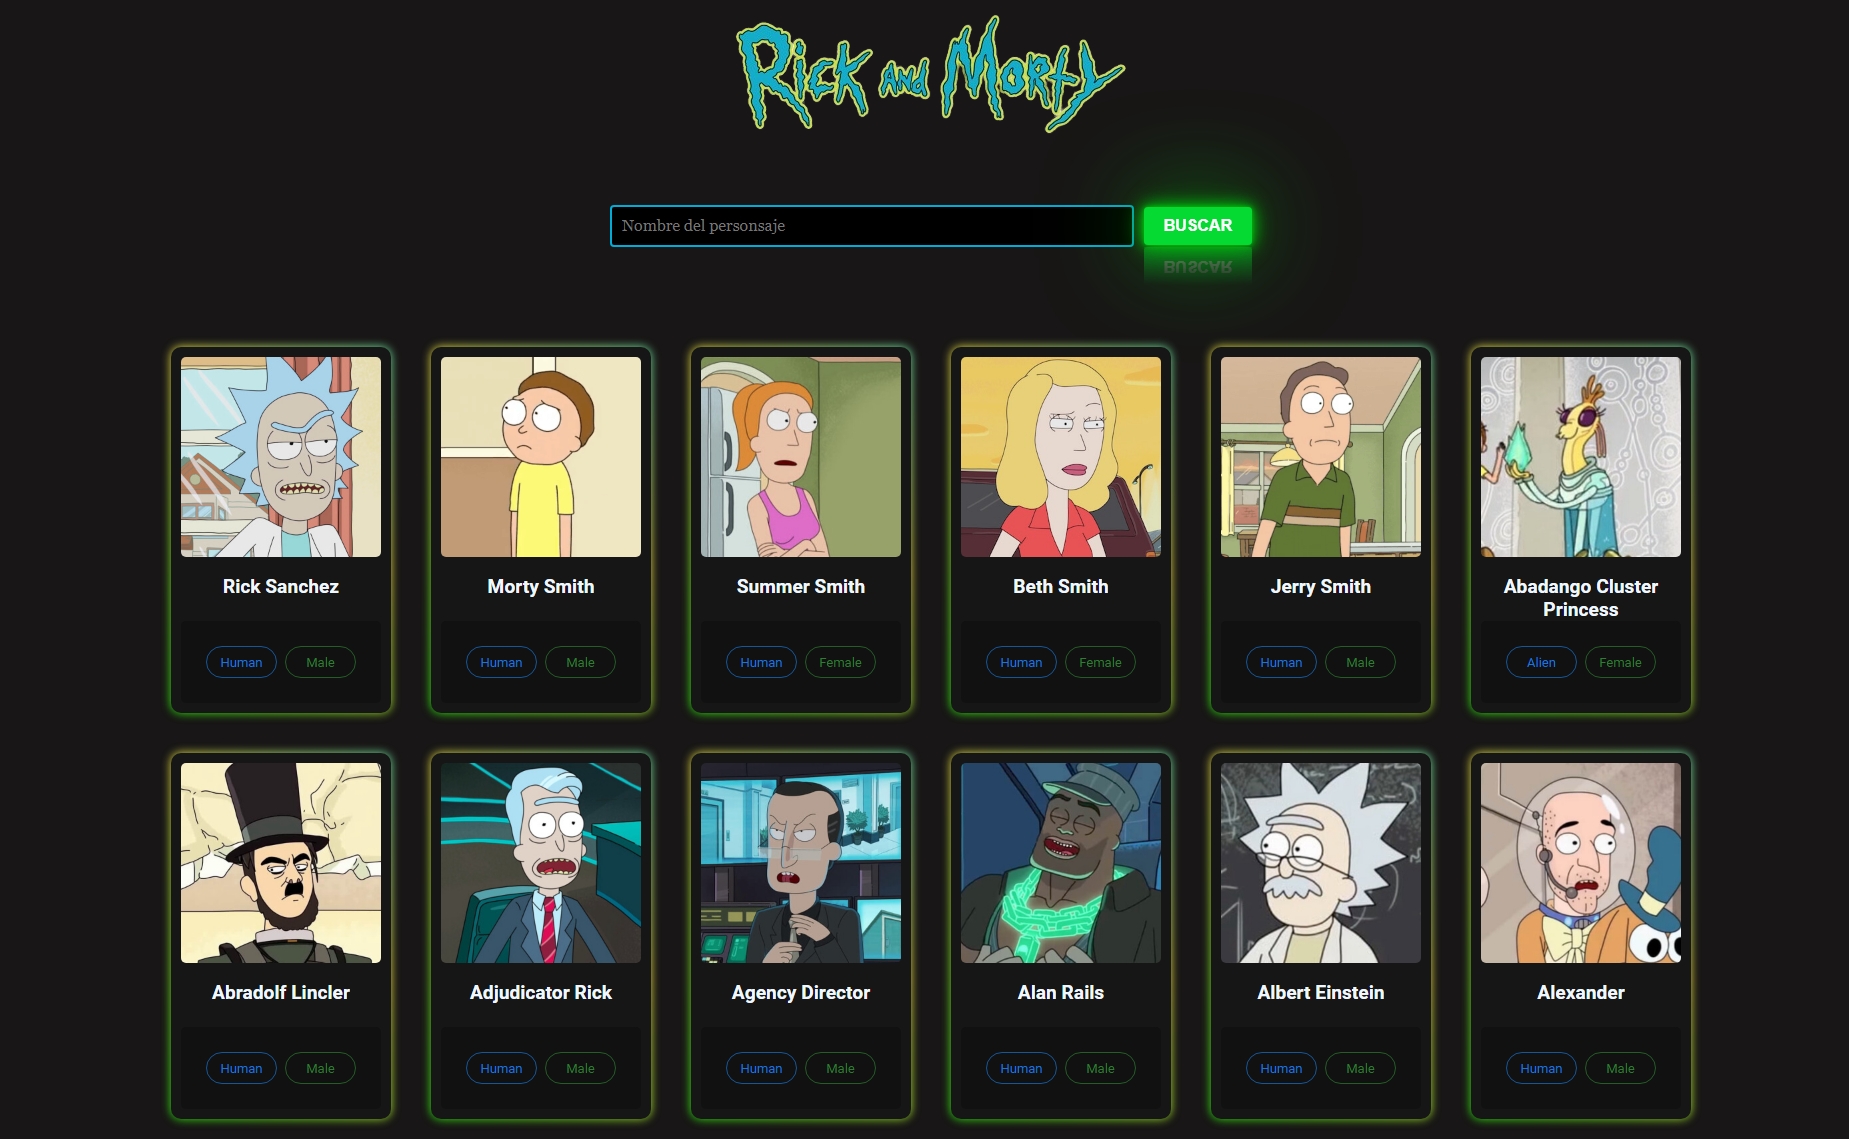 Rick and Morty
Nombre del personaje
BUSCAR
BUSCAR
Rick Sanchez
Morty Smith
Summer Smith
Beth Smith
Jerry Smith
Abadango Cluster
Princess
Human
Male
Human
Male
Human
Female
Human
Female
Human
Male
Alien
Female
Abradolf Lincler
Adjudicator Rick
Agency Director
Alan Rails
Albert Einstein
Alexander
Human
Male
Human
Male
Human
Male
Human
Male
Human
Male
Human
Male